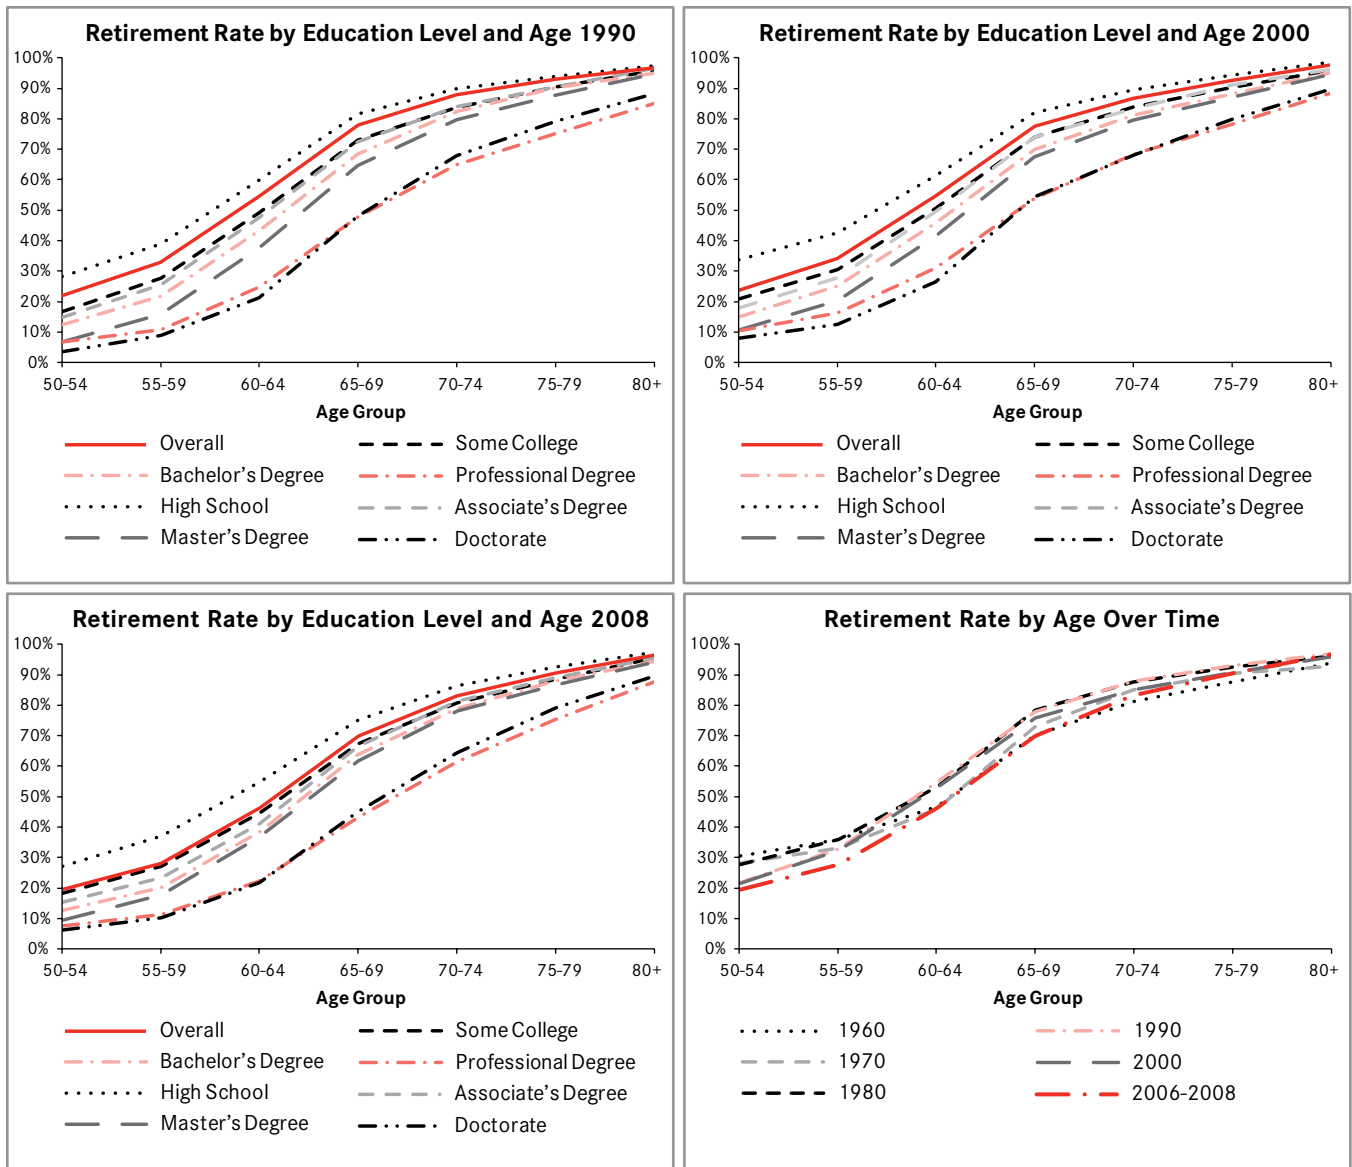 Retirement Rate by Education Level and Age 1990
100%
90%
80%
70%
60%
50%
40%
30%
20%
10%
0%
50-54 55-59 60-64 65-69 70-74 75-79 80+
Age Group
Overall Some College
Bachelor's Degree Professional Degree
High School Associate's Degree
Master's Degree Doctorate
Retirement Rate by Education Level and Age 2000
100%
90%
80%
70%
60%
50%
40%
30%
20%
10%
0%
50-54 55-59 60-64 65-69 70-74 75-79 80+
Age Group
Overall Some College
Bachelor's Degree Professional Degree
High School Associate's Degree
Master's Degree Doctorate
Retirement Rate by Education Level and Age 2008
100%
90%
80%
70%
60%
50%
40%
30%
20%
10%
0%
50-54 55-59 60-64 65-69 70-74 75-79 80+
Age Group
Overall Some College
Bachelor's Degree Professional Degree
High School Associate's Degree
Master's Degree Doctorate
Retirement Rate by Age Over Time
100%
90%
80%
70%
60%
50%
40%
30%
20%
10%
0%
50-54 55-59 60-64 65-69 70-74 75-79 80+
Age Group
1960 1990
1970 2000
1980 2006-2008